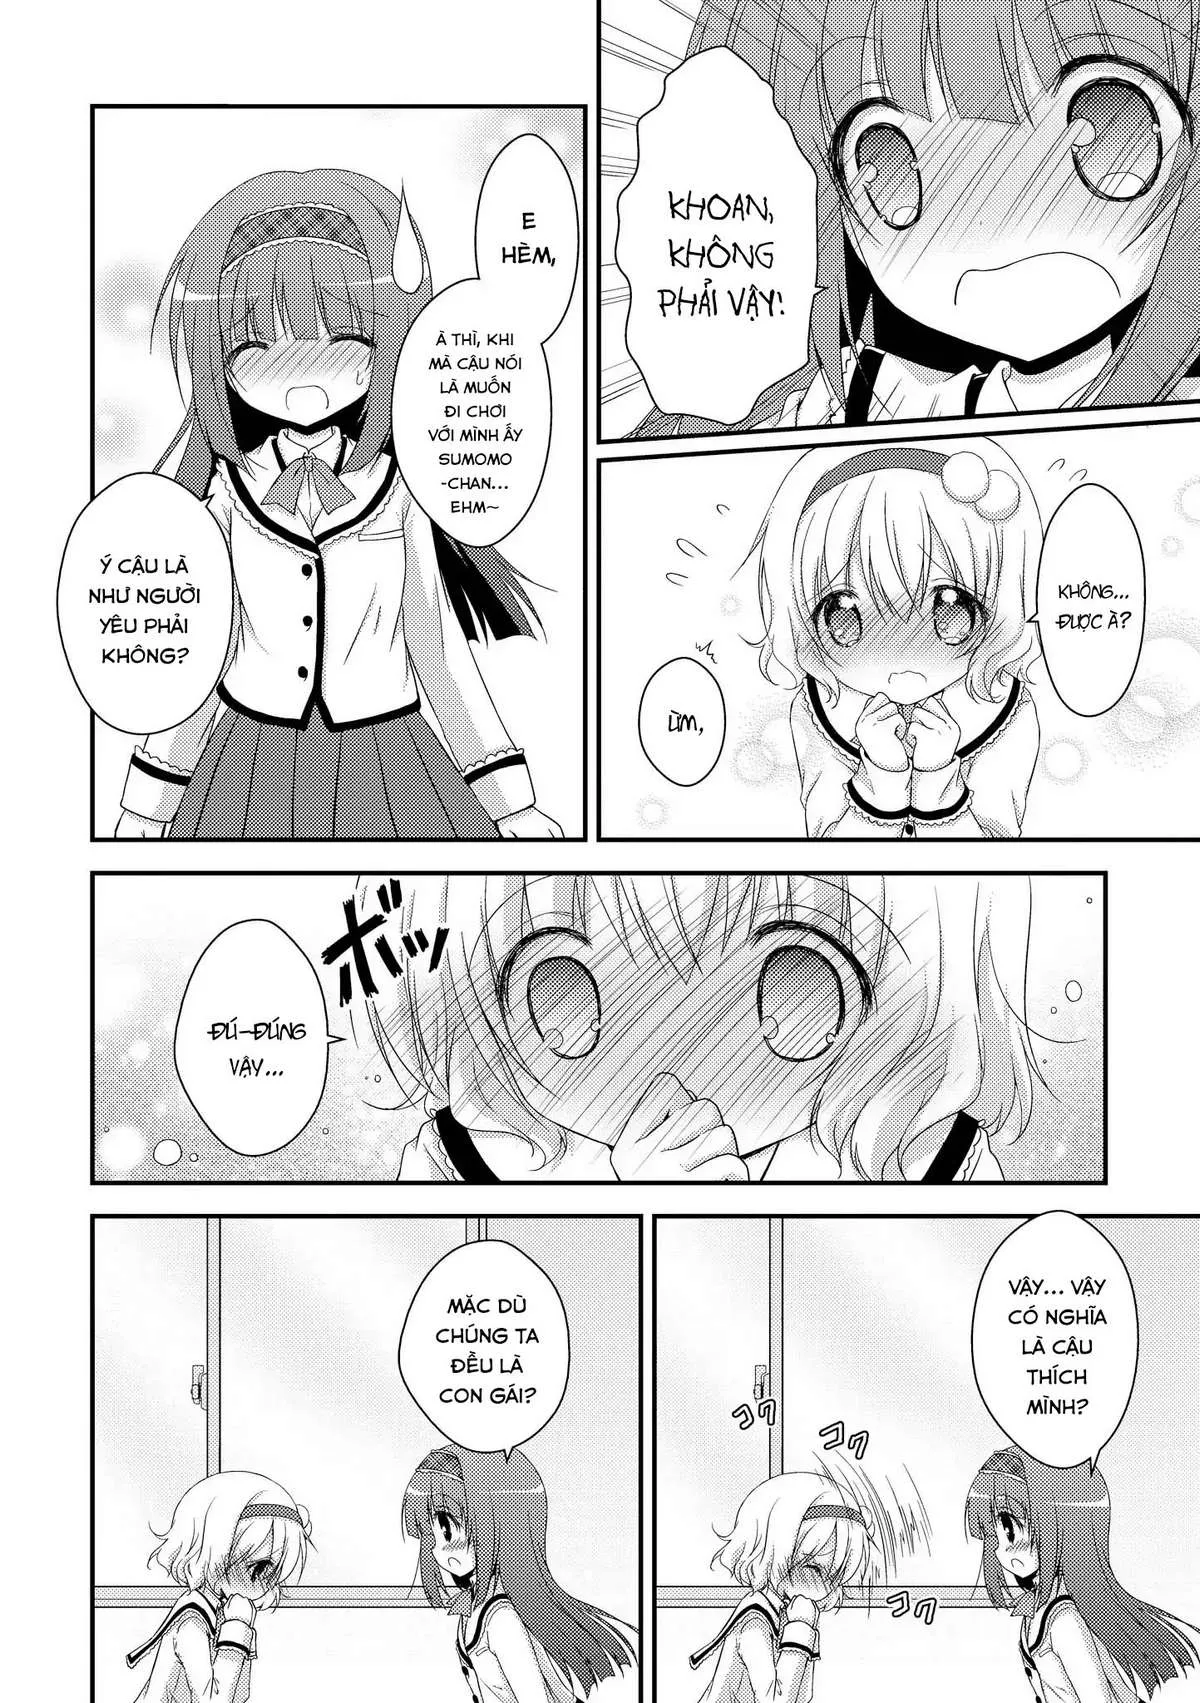 KHOAN,
KHÔNG
PHẢI VẬY!
KHÔNG...
ĐƯỢC À?
ỪM,
E
HÈM,
À THÌ, KHI
MÀ CẬU NÓI
LÀ MUỐN
ĐI CHƠI
VỚI MÌNH ẤY
SUMOMO
-CHAN...
EHM~
Ý CẬU LÀ
NHƯ NGƯỜI
YÊU PHẢI
KHÔNG?
ボッ
ĐÚ-ĐÚNG
VẬY...
VẬY... VẬY
CÓ NGHĨA
LÀ CẬU
THÍCH
MÌNH?
コク
コク
コク
MẶC DÙ
CHÚNG TA
ĐỀU LÀ
CON GÁI?